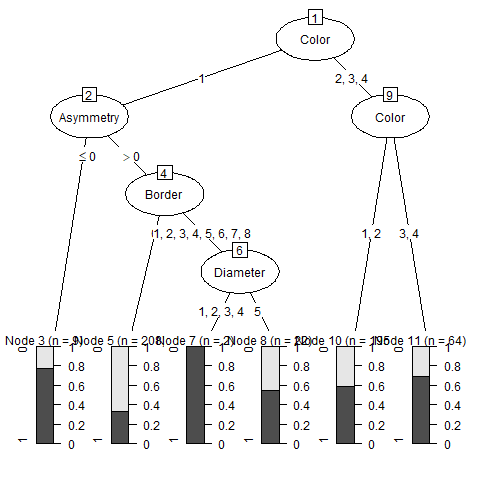 1
Color
1
2, 3, 4
2
Asymmetry
9
Color
≤ 0
> 0
4
Border
1, 2
3, 4
1, 2, 3, 4, 5, 6, 7, 8
6
Diameter
1, 2, 3, 4
5
Node 3 (n = 9)
Node 5 (n = 208)
Node 7 (n = 2)
Node 8 (n = 22)
Node 10 (n = 195)
Node 11 (n = 64)
0 1 0 1 0 1 0 1 0 1 0 1
0.8 0.8 0.8 0.8 0.8 0.8
0.6 0.6 0.6 0.6 0.6 0.6
0.4 0.4 0.4 0.4 0.4 0.4
0.2 0.2 0.2 0.2 0.2 0.2
1 0 1 0 1 0 1 0 1 0 1 0